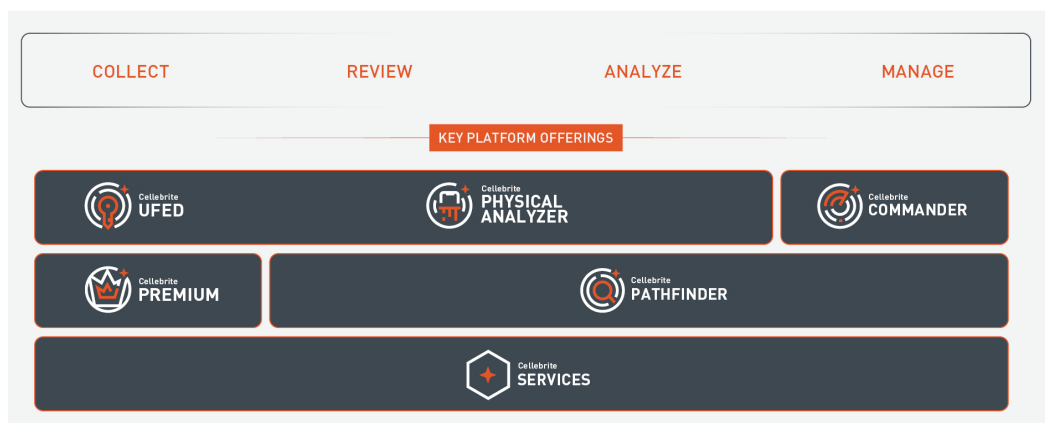 COLLECT
REVIEW
ANALYZE
MANAGE
KEY PLATFORM OFFERINGS
Cellebrite
UFED
Cellebrite
PHYSICAL
ANALYZER
Cellebrite
COMMANDER
Cellebrite
PREMIUM
Cellebrite
PATHFINDER
Cellebrite
SERVICES